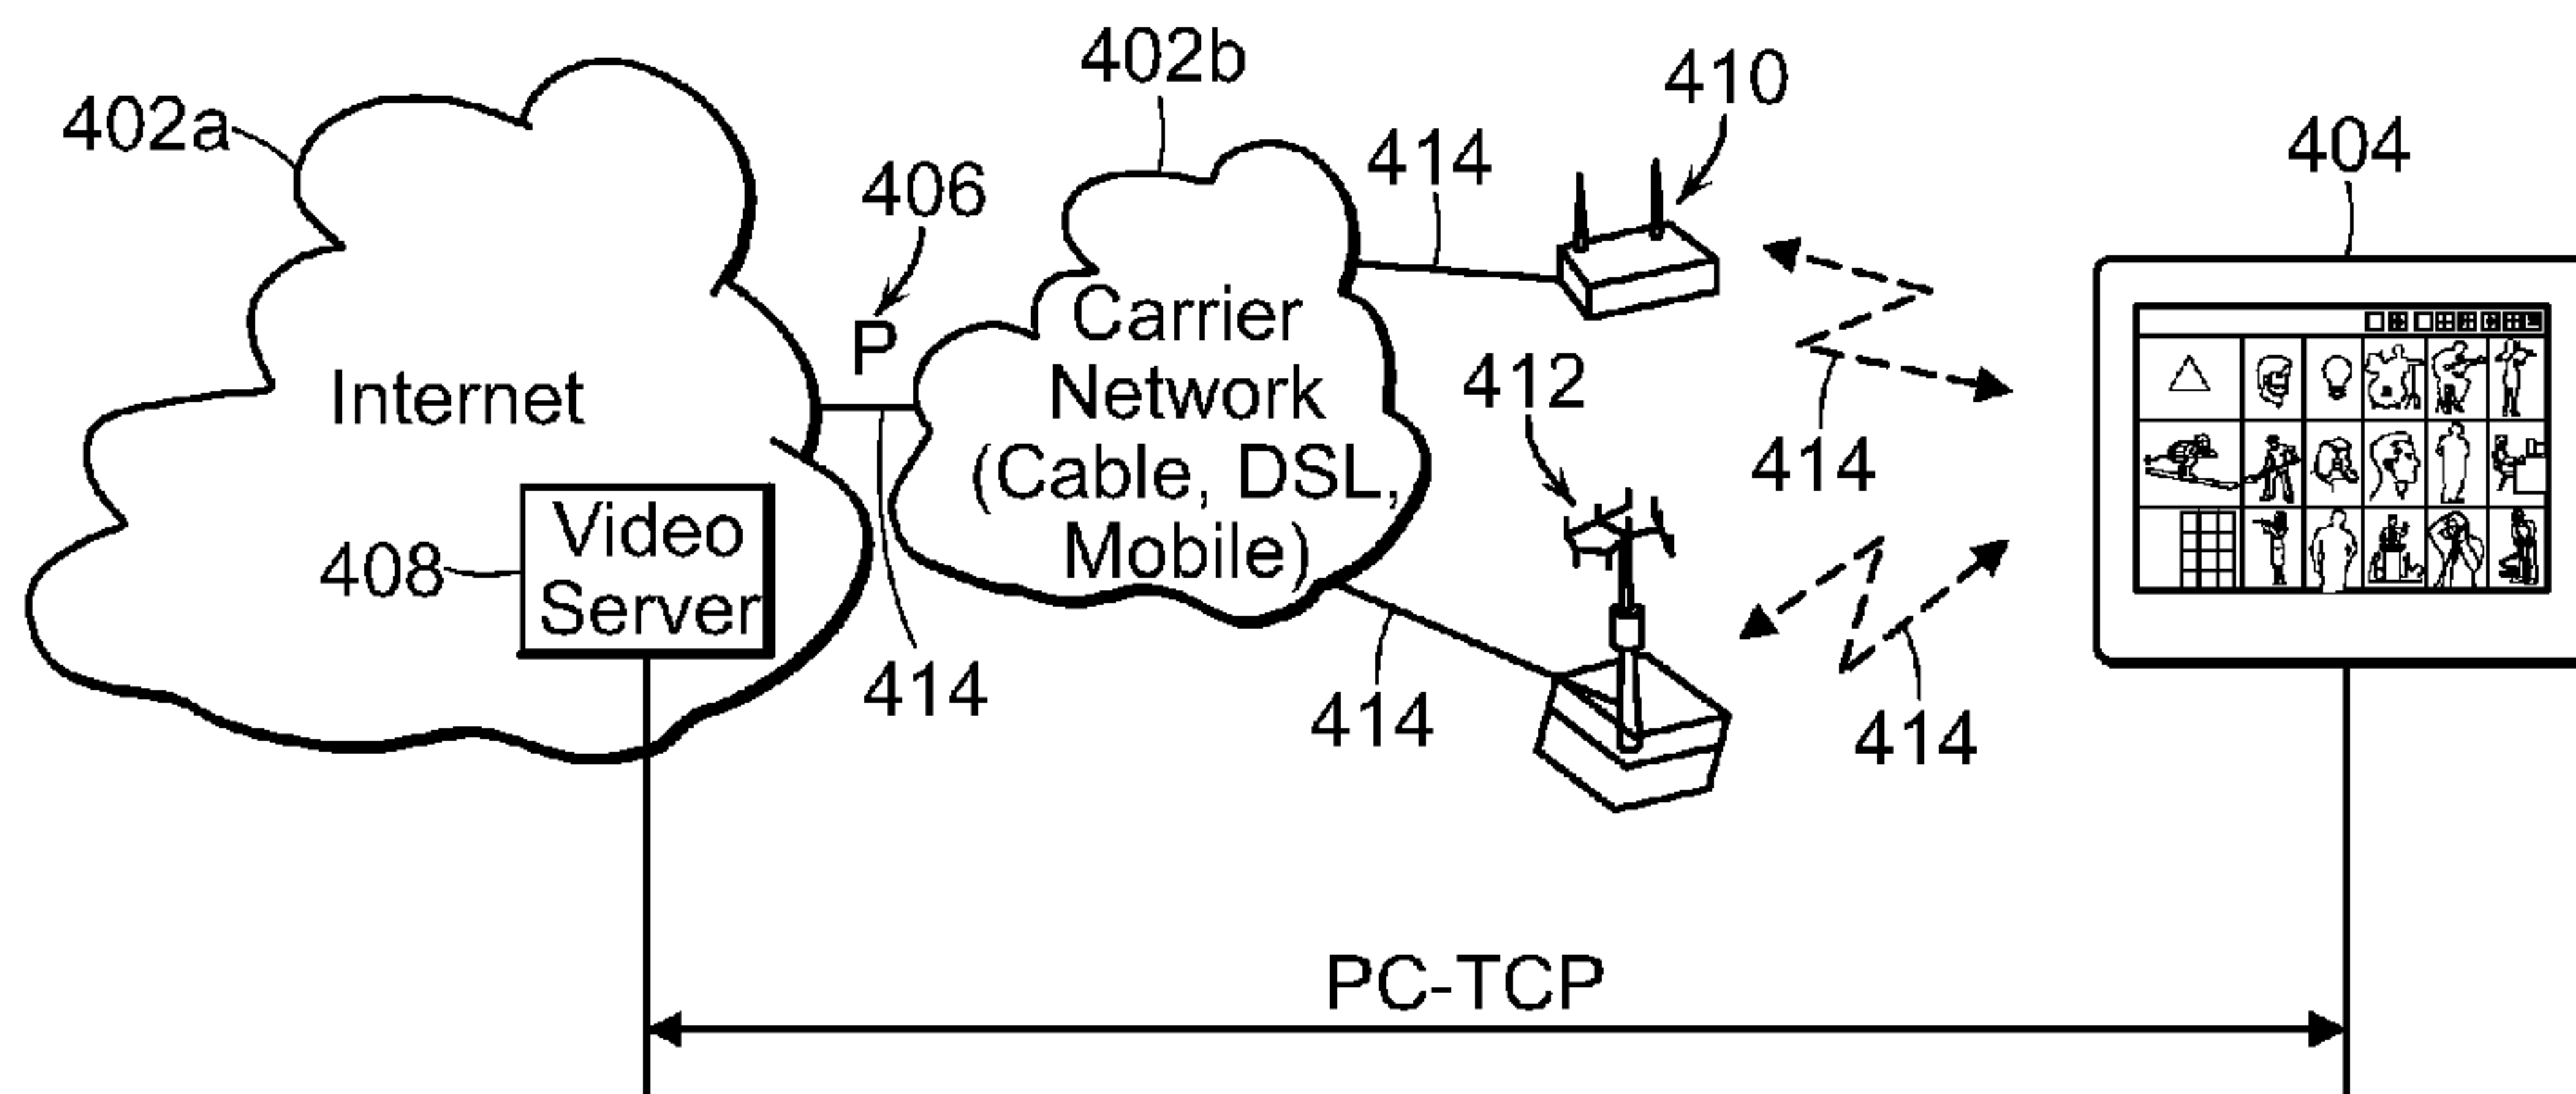 402b
410
402a
414
404
406
P
Carrier
Network
(Cable, DSL,
Mobile)
Internet
412
414
Video
Server
408
414
414
414
PC-TCP